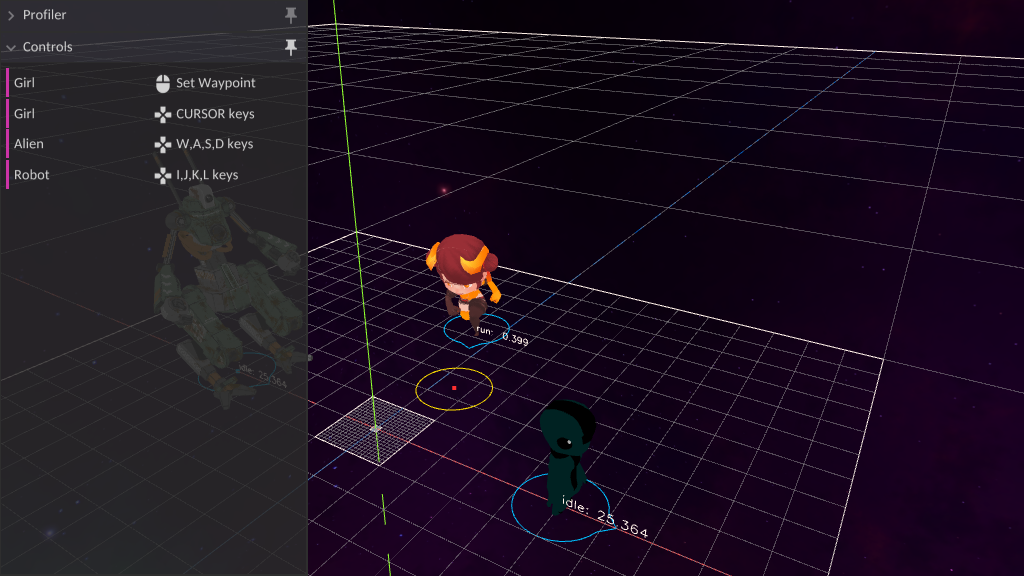 Profiler
Controls
Girl Set Waypoint
Girl CURSOR keys
Alien W,A,S,D keys
Robot I,J,K,L keys
run: 0.399
idle: 25.364
idle: 25.364